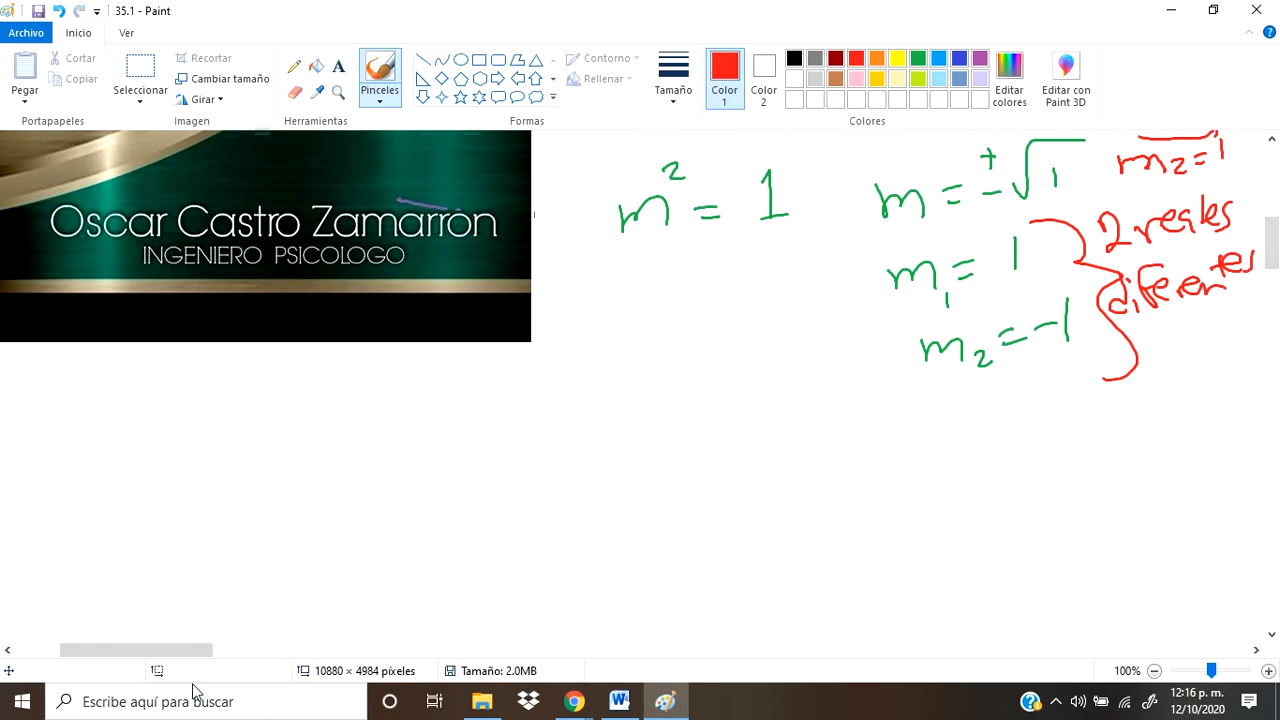 35.1 - Paint
Archivo Inicio Ver
Pegar
Cortar
Copiar
Portapapeles
Seleccionar
Recortar
Cambiar tamaño
Girar
Imagen
A
Herramientas
Pinceles
Contorno
Rellenar
Formas
Tamaño
Color 1
Color 2
Editar colores
Editar con Paint 3D
Colores
Oscar Castro Zamarron
INGENIERO PSICOLOGO
m² = 1
m = ±√1
m₂ = 1
m₁ = 1
m₂ = -1
2 reales
diferentes
10880 × 4984 píxeles
Tamaño: 2.0MB
100%
Escribe aquí para buscar
12:16 p. m.
12/10/2020